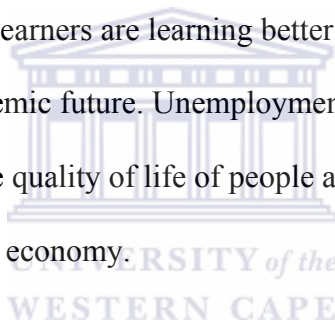 earners are learning better
emic future. Unemploymen
e quality of life of people a
economy.
UNIVERSITY of the
WESTERN CAPE